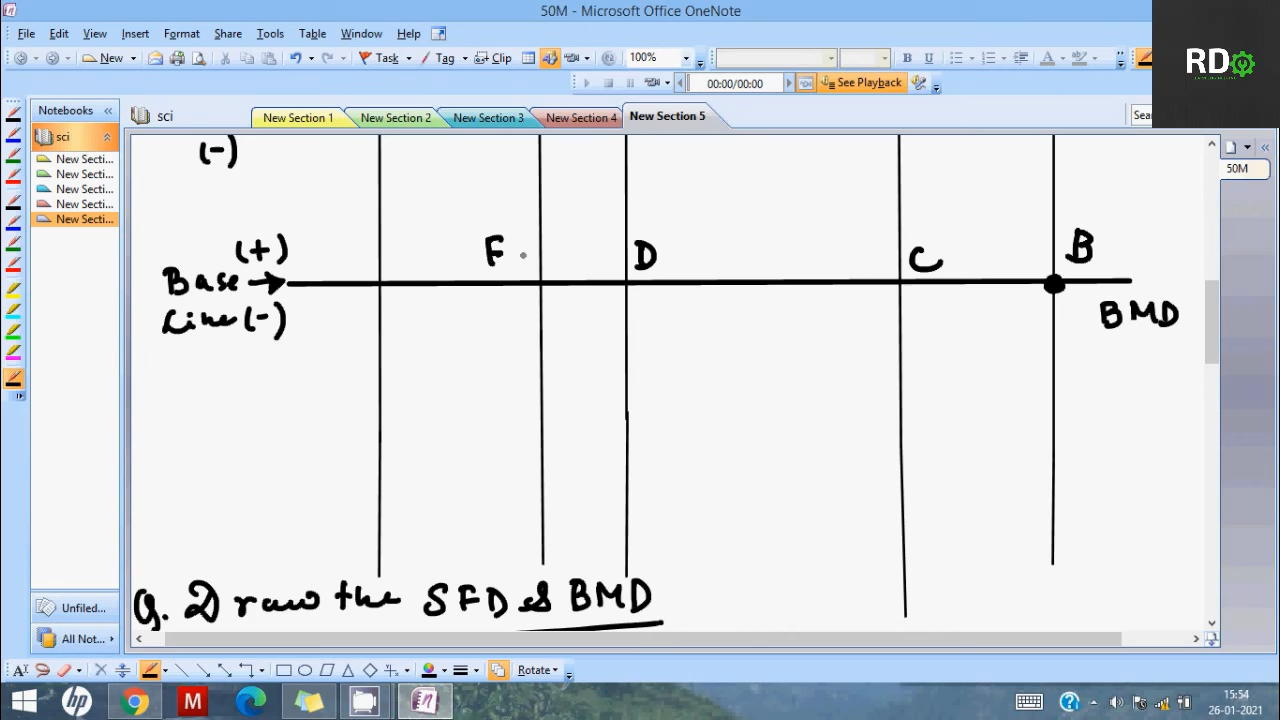 50M - Microsoft Office OneNote
File Edit View Insert Format Share Tools Table Window Help
New Task Tag Clip 100% B U A ab
00:00/00:00 See Playback
RD
Notebooks sci New Section 1 New Section 2 New Section 3 New Section 4 New Section 5 Sea
sci
New Secti...
New Secti...
New Secti...
New Secti...
New Secti...
50M
(-)
(+) F D C B
Base
Line (-) BMD
Q. Draw the SFD & BMD
Unfiled...
All Not...
Rotate
15:54
26-01-2021